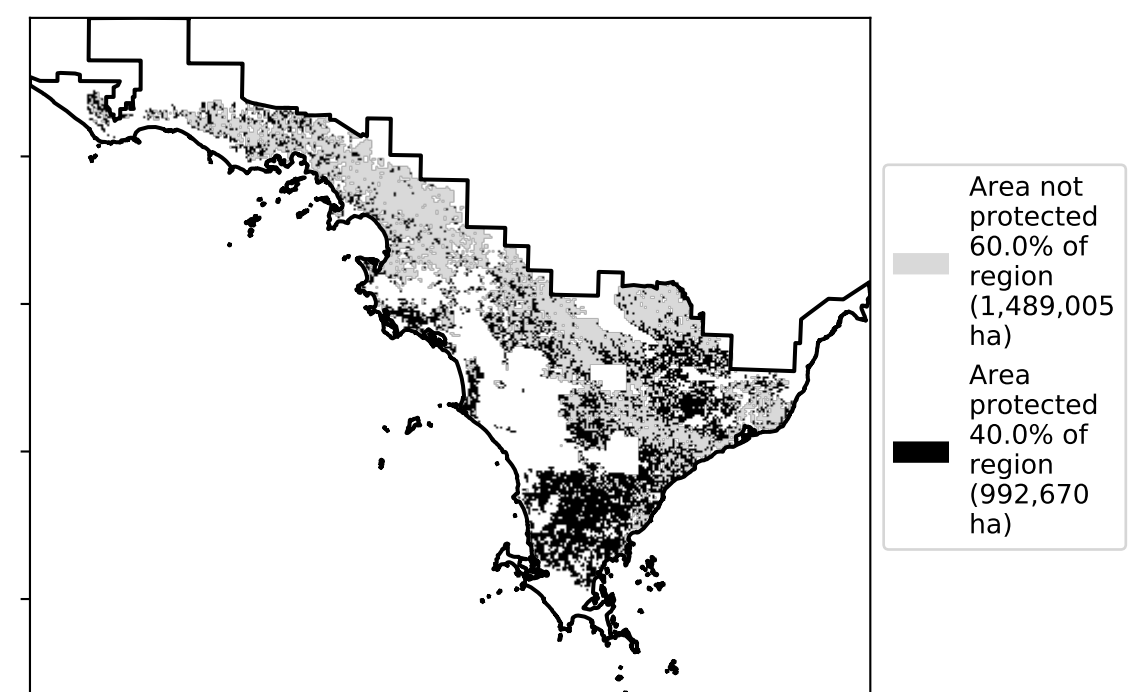 Area not
protected
60.0% of
region
(1,489,005
ha)
Area
protected
40.0% of
region
(992,670
ha)